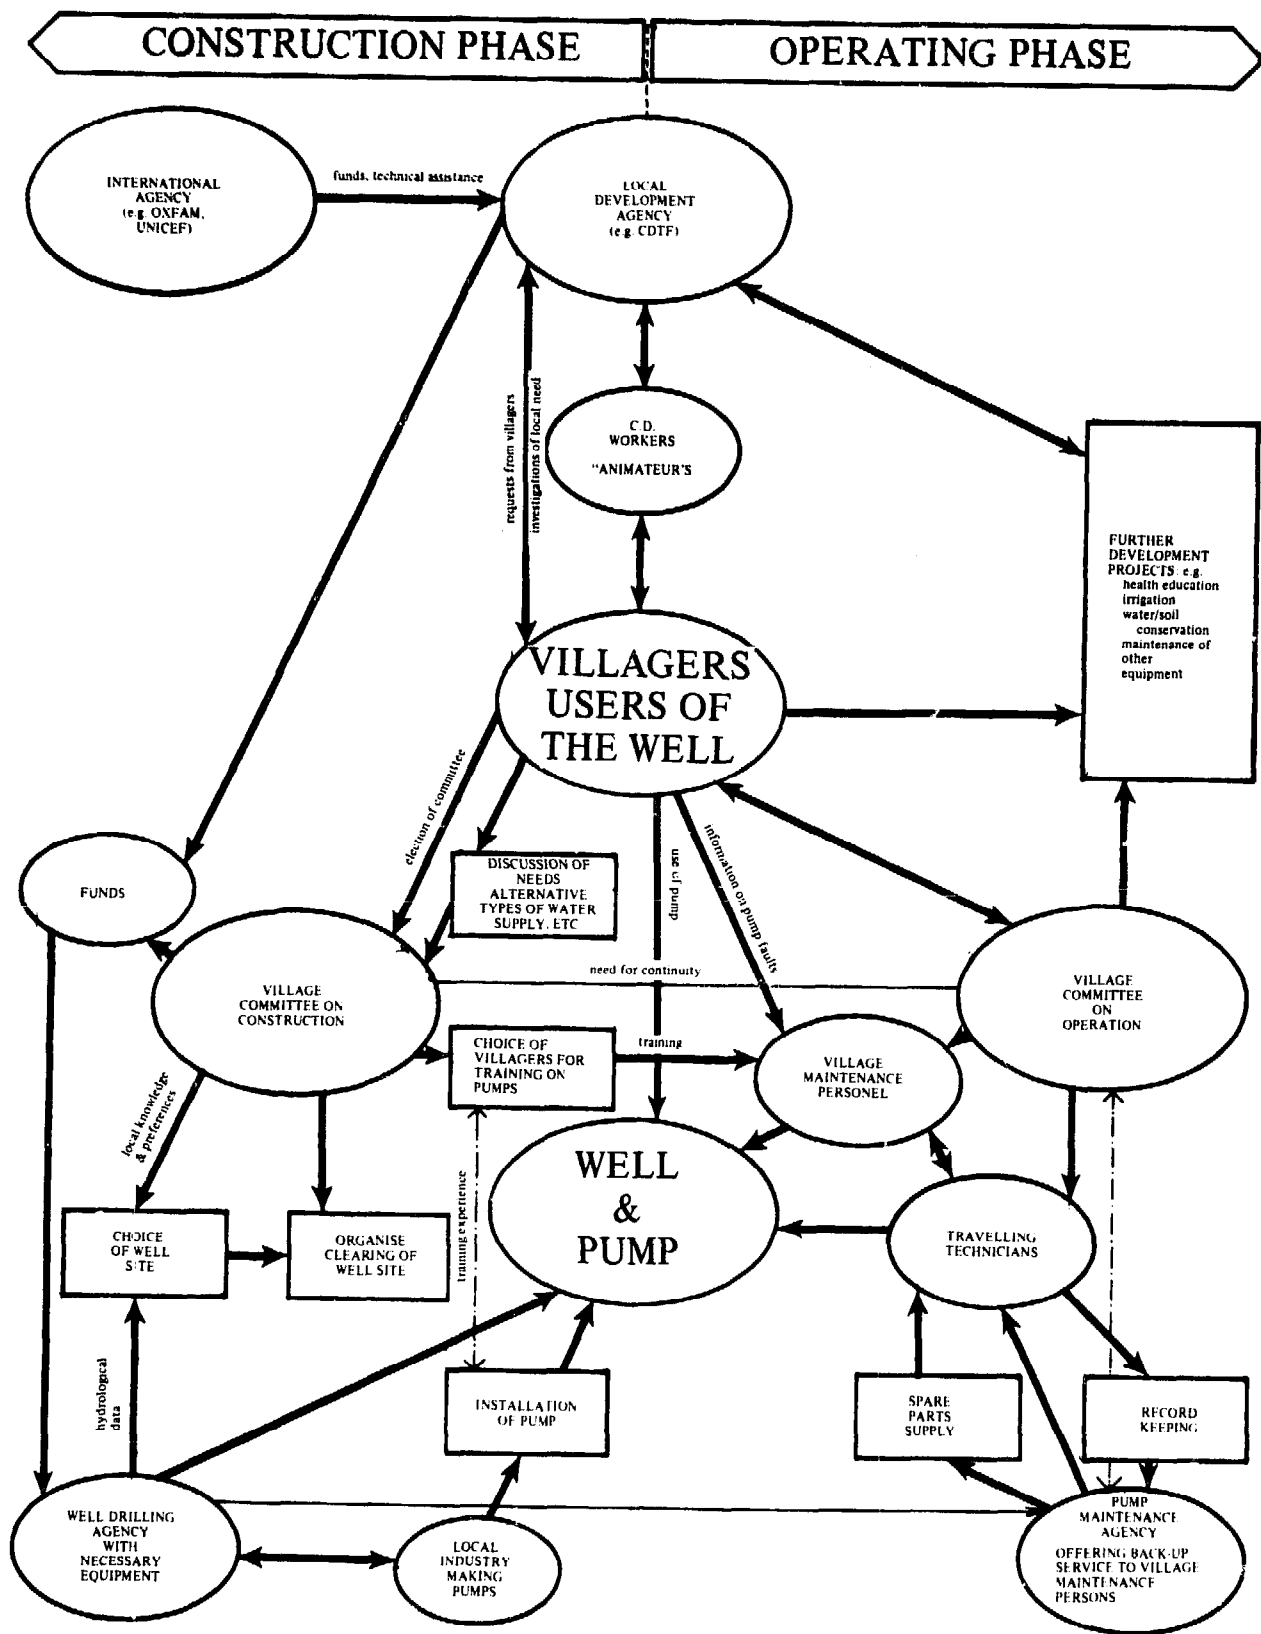 CONSTRUCTION PHASE
OPERATING PHASE
INTERNATIONAL
AGENCY
(e.g. OXFAM,
UNICEF)
funds, technical assistance
LOCAL
DEVELOPMENT
AGENCY
(e.g. CDTF)
requests from villagers
investigations of local need
C.D.
WORKERS
"ANIMATEUR'S
FURTHER
DEVELOPMENT
PROJECTS: e.g.
health education
irrigation
water/soil
conservation
maintenance of
other
equipment
VILLAGERS
USERS OF
THE WELL
election of committee
use of pump
information on pump faults
FUNDS
DISCUSSION OF
NEEDS
ALTERNATIVE
TYPES OF WATER
SUPPLY, ETC
need for continuity
VILLAGE
COMMITTEE ON
CONSTRUCTION
VILLAGE
COMMITTEE
ON
OPERATION
CHOICE OF
VILLAGERS FOR
TRAINING ON
PUMPS
training
VILLAGE
MAINTENANCE
PERSONEL
local knowledge
& preferences
WELL
&
PUMP
training experience
CHOICE
OF WELL
SITE
ORGANISE
CLEARING OF
WELL SITE
TRAVELLING
TECHNICIANS
hydrological
data
INSTALLATION
OF PUMP
SPARE
PARTS
SUPPLY
RECORD
KEEPING
WELL DRILLING
AGENCY
WITH
NECESSARY
EQUIPMENT
LOCAL
INDUSTRY
MAKING
PUMPS
PUMP
MAINTENANCE
AGENCY
OFFERING BACK-UP
SERVICE TO VILLAGE
MAINTENANCE
PERSONS